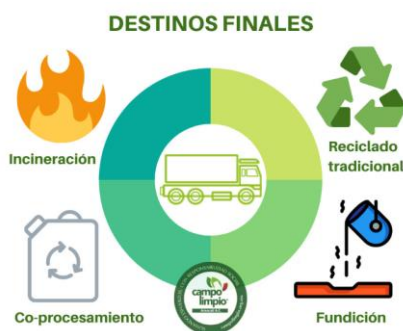 DESTINOS FINALES
Incineración
Reciclado
tradicional
campo
limpio
Co-procesamiento
Fundición